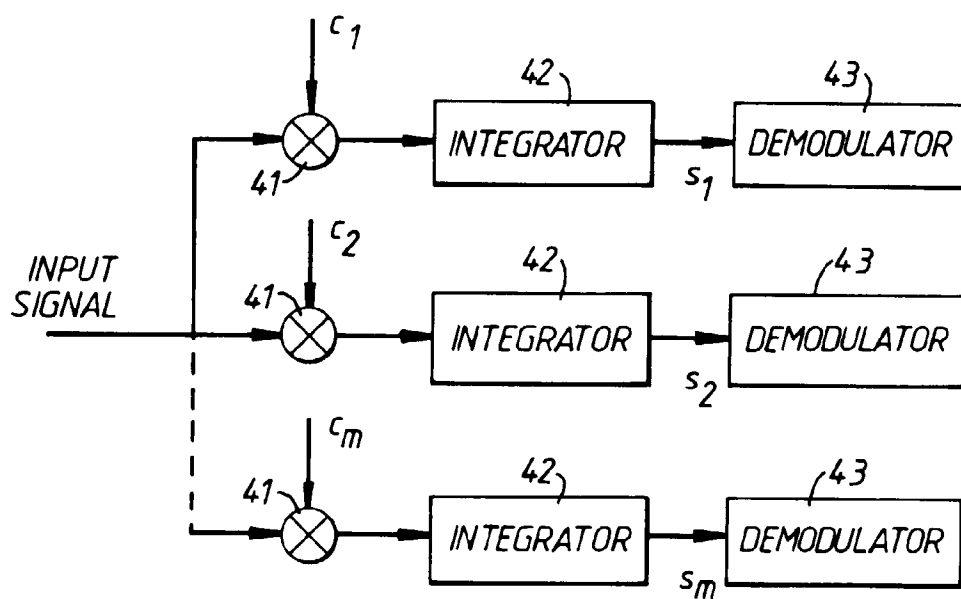 c1
42
43
INTEGRATOR
DEMODULATOR
41
s1
c2
42
43
INPUT
SIGNAL
41
INTEGRATOR
DEMODULATOR
s2
cm
42
43
41
INTEGRATOR
DEMODULATOR
sm